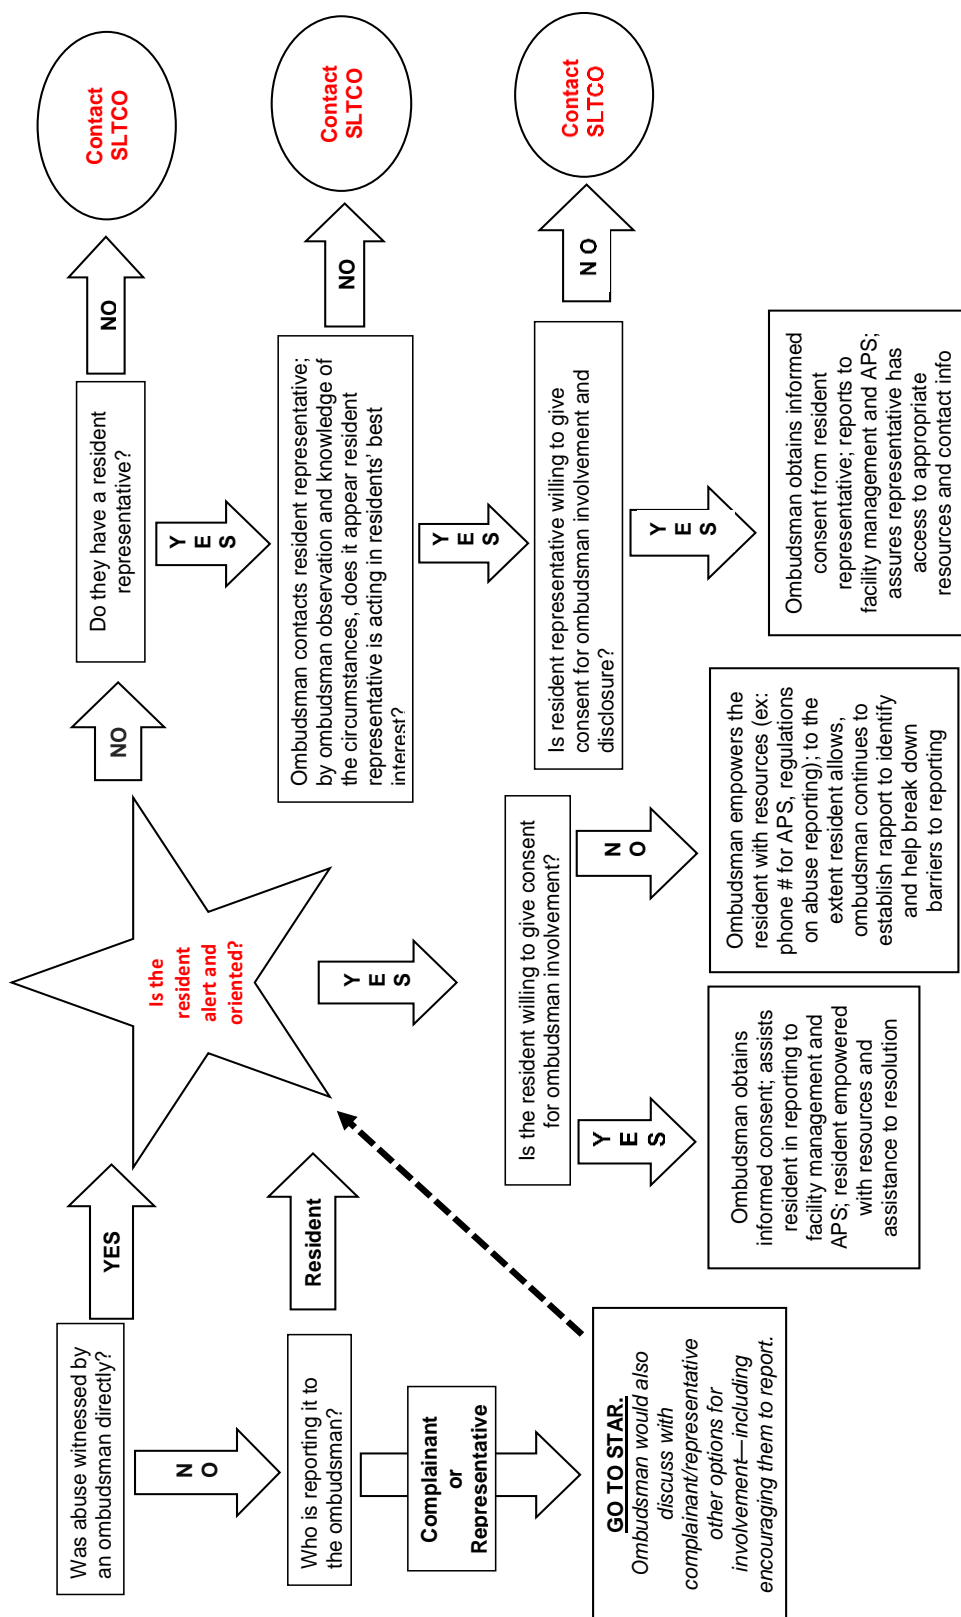 Was abuse witnessed by
an ombudsman directly?
YES
N
O
Who is reporting it to
the ombudsman?
Resident
Complainant
or
Representative
GO TO STAR.
Ombudsman would also
discuss with
complainant/representative
other options for
involvement—including
encouraging them to report.
Is the
resident
alert and
oriented?
NO
Y
E
S
Do they have a resident
representative?
NO
Contact
SLTCO
Y
E
S
Ombudsman contacts resident representative;
by ombudsman observation and knowledge of
the circumstances, does it appear resident
representative is acting in residents' best
interest?
NO
Contact
SLTCO
Y
E
S
Is resident representative willing to give
consent for ombudsman involvement and
disclosure?
N O
Contact
SLTCO
Y
E
S
Ombudsman obtains informed
consent from resident
representative; reports to
facility management and APS;
assures representative has
access to appropriate
resources and contact info
Is the resident willing to give consent
for ombudsman involvement?
Y
E
S
N
O
Ombudsman obtains
informed consent; assists
resident in reporting to
facility management and
APS; resident empowered
with resources and
assistance to resolution
Ombudsman empowers the
resident with resources (ex:
phone # for APS, regulations
on abuse reporting); to the
extent resident allows,
ombudsman continues to
establish rapport to identify
and help break down
barriers to reporting